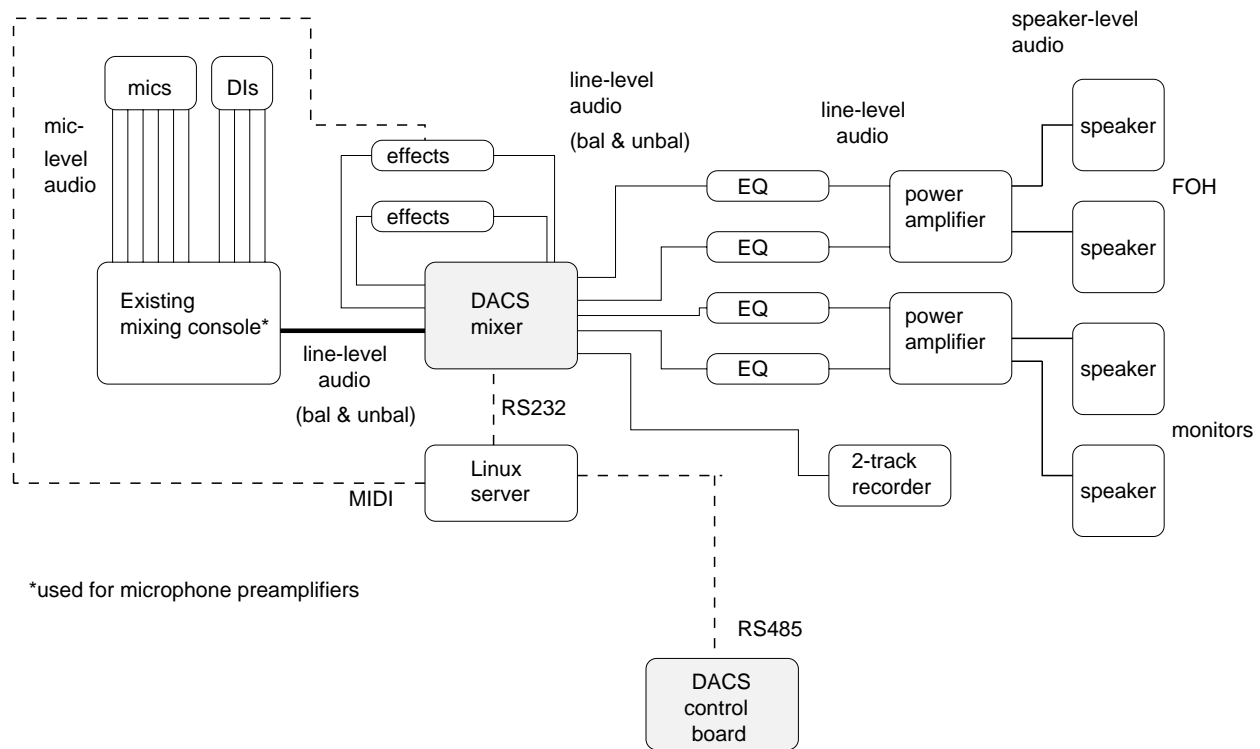 speaker-level
audio
mics
DIs
mic-
level
audio
line-level
audio
(bal & unbal)
line-level
audio
effects
effects
EQ
EQ
EQ
EQ
power
amplifier
power
amplifier
speaker
FOH
speaker
speaker
monitors
speaker
Existing
mixing console*
line-level
audio
(bal & unbal)
DACS
mixer
RS232
Linux
server
MIDI
2-track
recorder
*used for microphone preamplifiers
RS485
DACS
control
board